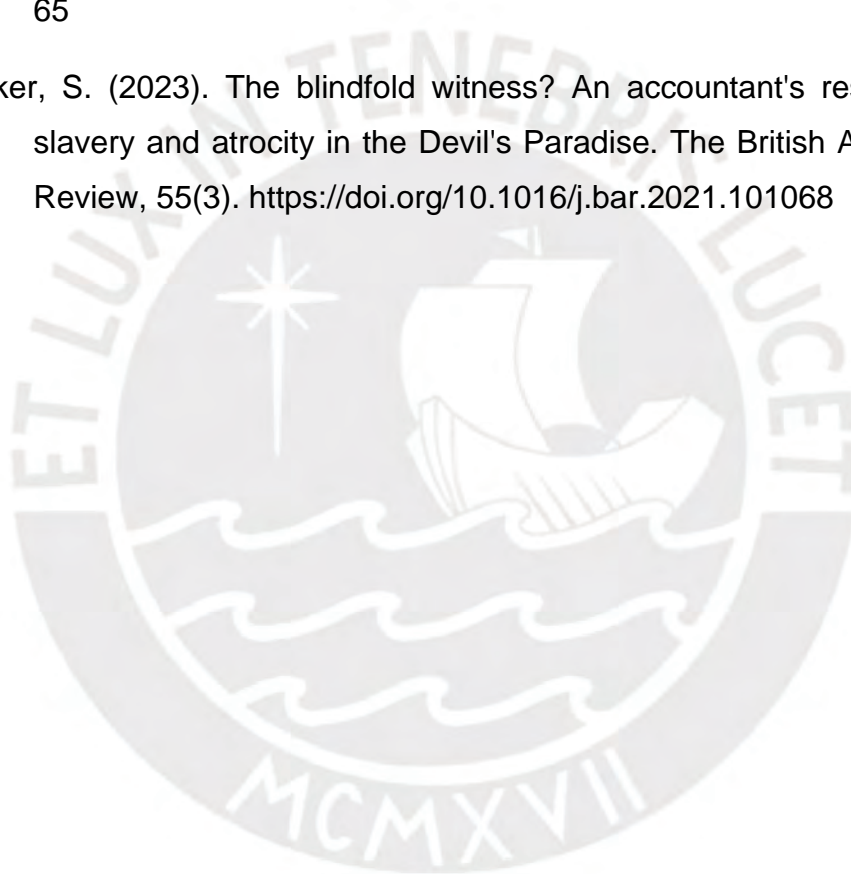 65
ker, S. (2023). The blindfold witness? An accountant's res
slavery and atrocity in the Devil's Paradise. The British A
Review, 55(3). https://doi.org/10.1016/j.bar.2021.101068
ET LUX IN TENEBRIS LUCET
MCMXVII